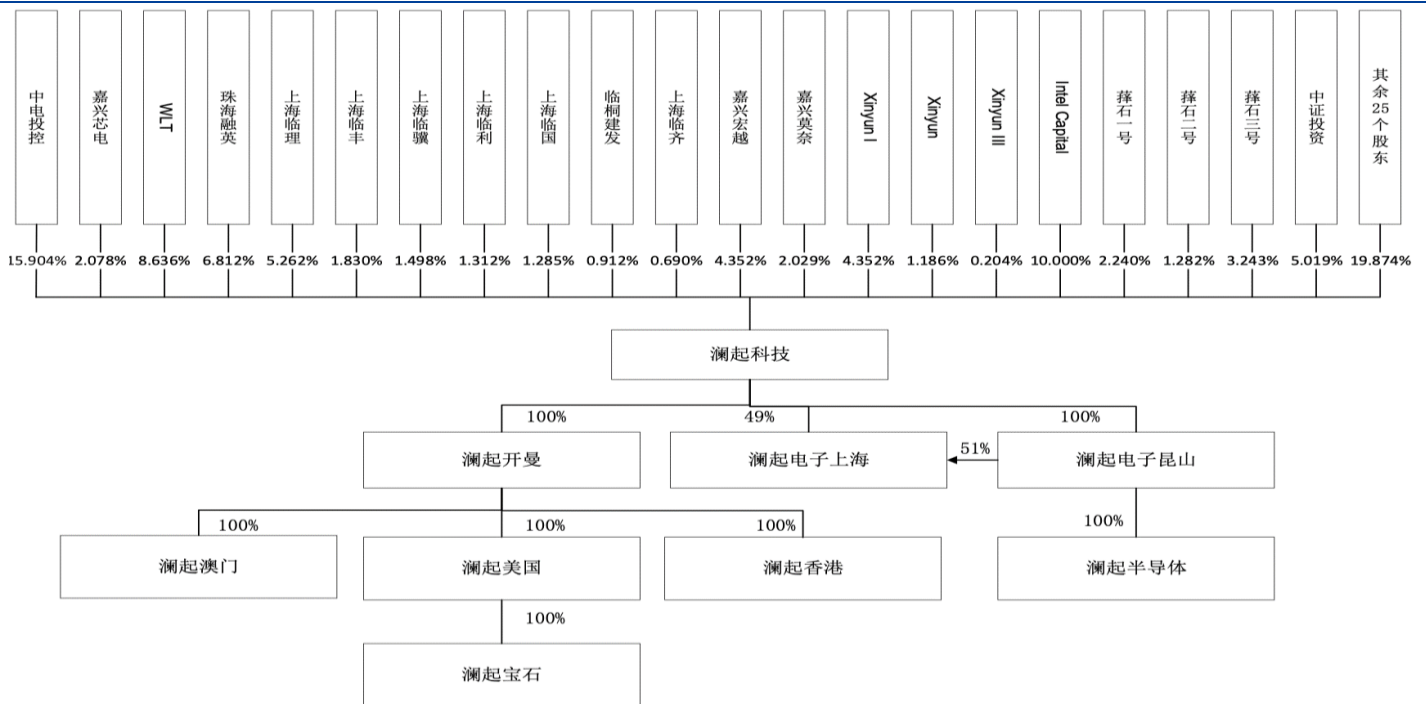 中电投控
嘉兴芯电
WLT
珠海融英
上海临理
上海临丰
上海临骥
上海临利
上海临国
临桐建发
上海临齐
嘉兴宏越
嘉兴莫奈
Xinyun I
Xinyun
Xinyun III
Intel Capital
萚石一号
萚石二号
萚石三号
中证投资
其余25个股东
15.904% 2.078% 8.636% 6.812% 5.262% 1.830% 1.498% 1.312% 1.285% 0.912% 0.690% 4.352% 2.029% 4.352% 1.186% 0.204% 10.000% 2.240% 1.282% 3.243% 5.019% 19.874%
澜起科技
100% 49% 100%
澜起开曼 澜起电子上海 51% 澜起电子昆山
100% 100% 100% 100%
澜起澳门 澜起美国 澜起香港 澜起半导体
100%
澜起宝石